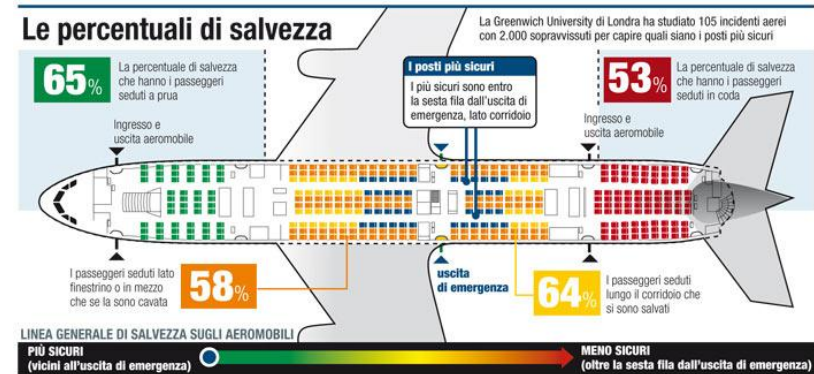 Le percentuali di salvezza
La Greenwich University di Londra ha studiato 105 incidenti aerei
con 2.000 sopravvissuti per capire quali siano i posti più sicuri
65%
La percentuale di salvezza
che hanno i passeggeri
seduti a prua
I posti più sicuri
I più sicuri sono entro
la sesta fila dall'uscita di
emergenza, lato corridoio
53%
La percentuale di salvezza
che hanno i passeggeri
seduti in coda
Ingresso e
uscita aeromobile
Ingresso e
uscita aeromobile
I passeggeri seduti lato
finestrino o in mezzo
che se la sono cavata
58%
uscita
di emergenza
64%
I passeggeri seduti
lungo il corridoio che
si sono salvati
LINEA GENERALE DI SALVEZZA SUGLI AEROMOBILI
PIÙ SICURI
(vicini all'uscita di emergenza)
MENO SICURI
(oltre la sesta fila dall'uscita di emergenza)